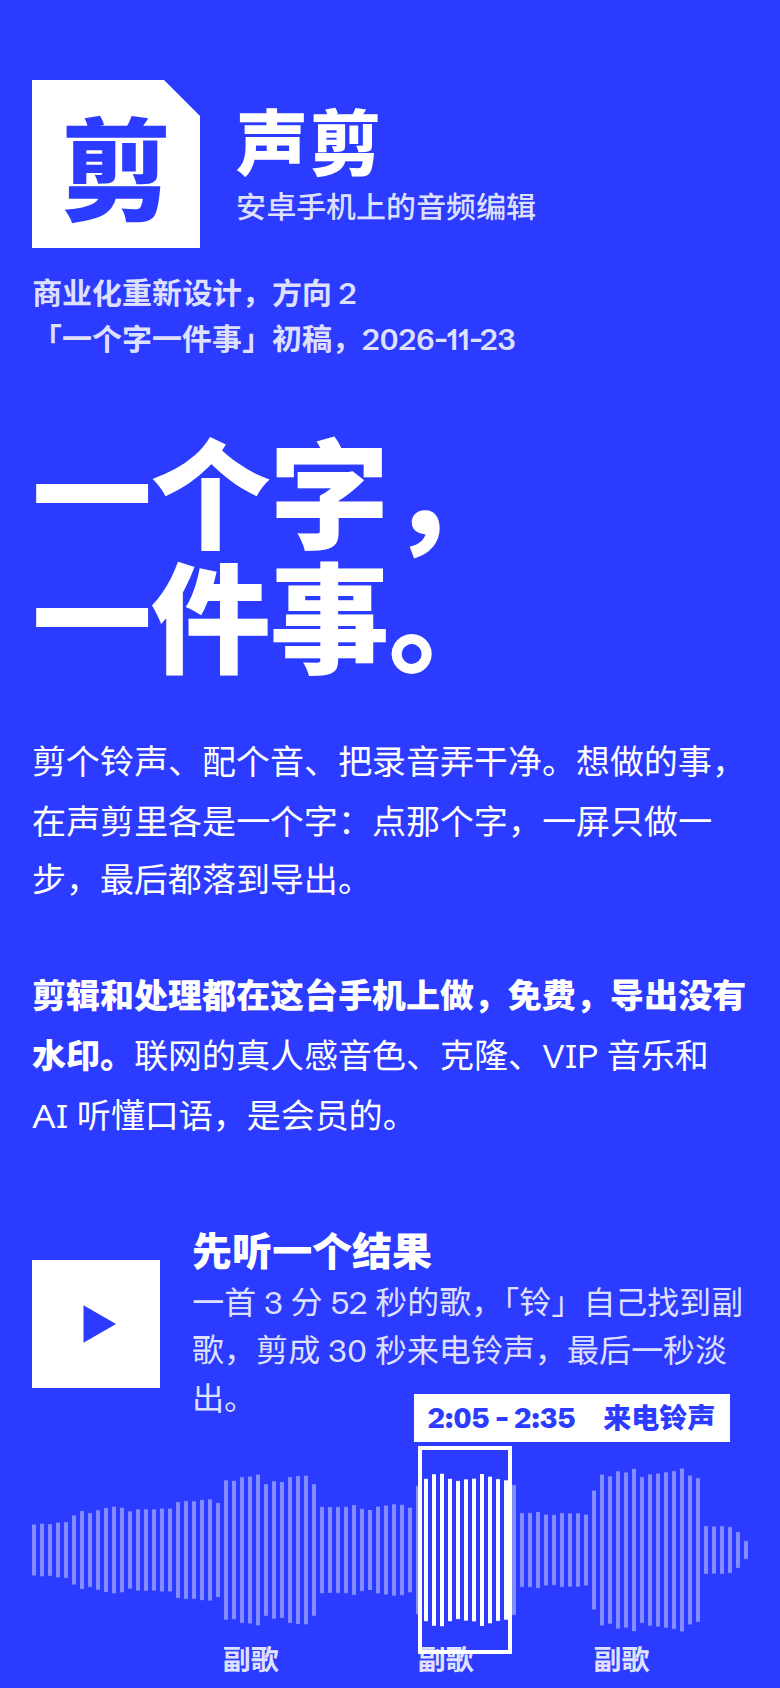 剪
声剪
安卓手机上的音频编辑
商业化重新设计，方向 2
「一个字一件事」初稿，2026-11-23
一个字，
一件事。
剪个铃声、配个音、把录音弄干净。想做的事，
在声剪里各是一个字：点那个字，一屏只做一
步，最后都落到导出。
剪辑和处理都在这台手机上做，免费，导出没有
水印。联网的真人感音色、克隆、VIP 音乐和
AI 听懂口语，是会员的。
先听一个结果
一首 3 分 52 秒的歌，「铃」自己找到副
歌，剪成 30 秒来电铃声，最后一秒淡
出。
2:05 - 2:35 来电铃声
副歌 副歌 副歌